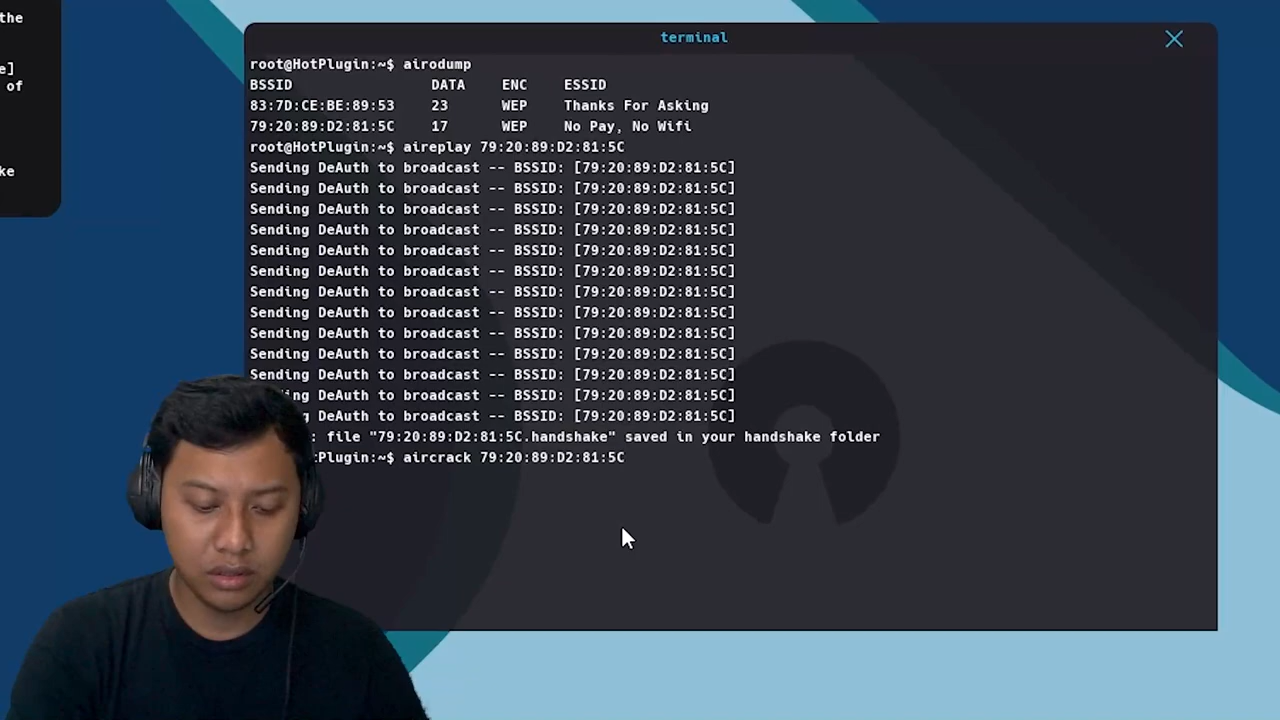 the
e]
of
ke
terminal
root@HotPlugin:~$ airodump
BSSID DATA ENC ESSID
83:7D:CE:BE:89:53 23 WEP Thanks For Asking
79:20:89:D2:81:5C 17 WEP No Pay, No Wifi
root@HotPlugin:~$ aireplay 79:20:89:D2:81:5C
Sending DeAuth to broadcast -- BSSID: [79:20:89:D2:81:5C]
Sending DeAuth to broadcast -- BSSID: [79:20:89:D2:81:5C]
Sending DeAuth to broadcast -- BSSID: [79:20:89:D2:81:5C]
Sending DeAuth to broadcast -- BSSID: [79:20:89:D2:81:5C]
Sending DeAuth to broadcast -- BSSID: [79:20:89:D2:81:5C]
Sending DeAuth to broadcast -- BSSID: [79:20:89:D2:81:5C]
Sending DeAuth to broadcast -- BSSID: [79:20:89:D2:81:5C]
Sending DeAuth to broadcast -- BSSID: [79:20:89:D2:81:5C]
Sending DeAuth to broadcast -- BSSID: [79:20:89:D2:81:5C]
Sending DeAuth to broadcast -- BSSID: [79:20:89:D2:81:5C]
Sending DeAuth to broadcast -- BSSID: [79:20:89:D2:81:5C]
ing DeAuth to broadcast -- BSSID: [79:20:89:D2:81:5C]
g DeAuth to broadcast -- BSSID: [79:20:89:D2:81:5C]
: file "79:20:89:D2:81:5C.handshake" saved in your handshake folder
tPlugin:~$ aircrack 79:20:89:D2:81:5C